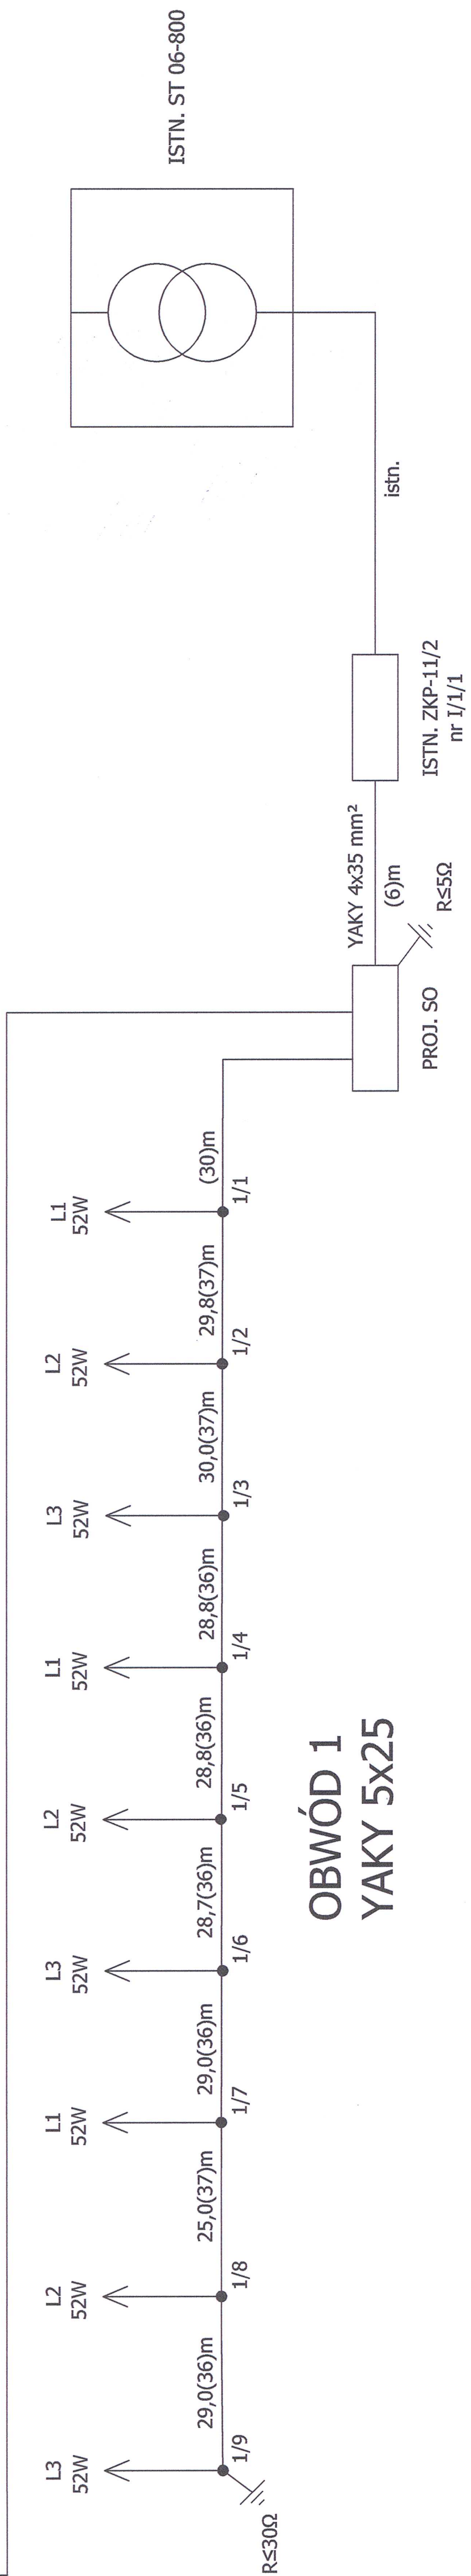 L3
52W
L2
52W
L1
52W
L3
52W
L2
52W
L1
52W
L3
52W
L2
52W
L1
52W
ISTN. ST 06-800
29,0(36)m
25,0(37)m
29,0(36)m
28,7(36)m
28,8(36)m
28,8(36)m
30,0(37)m
29,8(37)m
(30)m
1/9
1/8
1/7
1/6
1/5
1/4
1/3
1/2
1/1
R≤30Ω
OBWÓD 1
YAKY 5x25
YAKY 4x35 mm²
(6)m
istn.
PROJ. SO
R≤5Ω
ISTN. ZKP-11/2
nr I/1/1